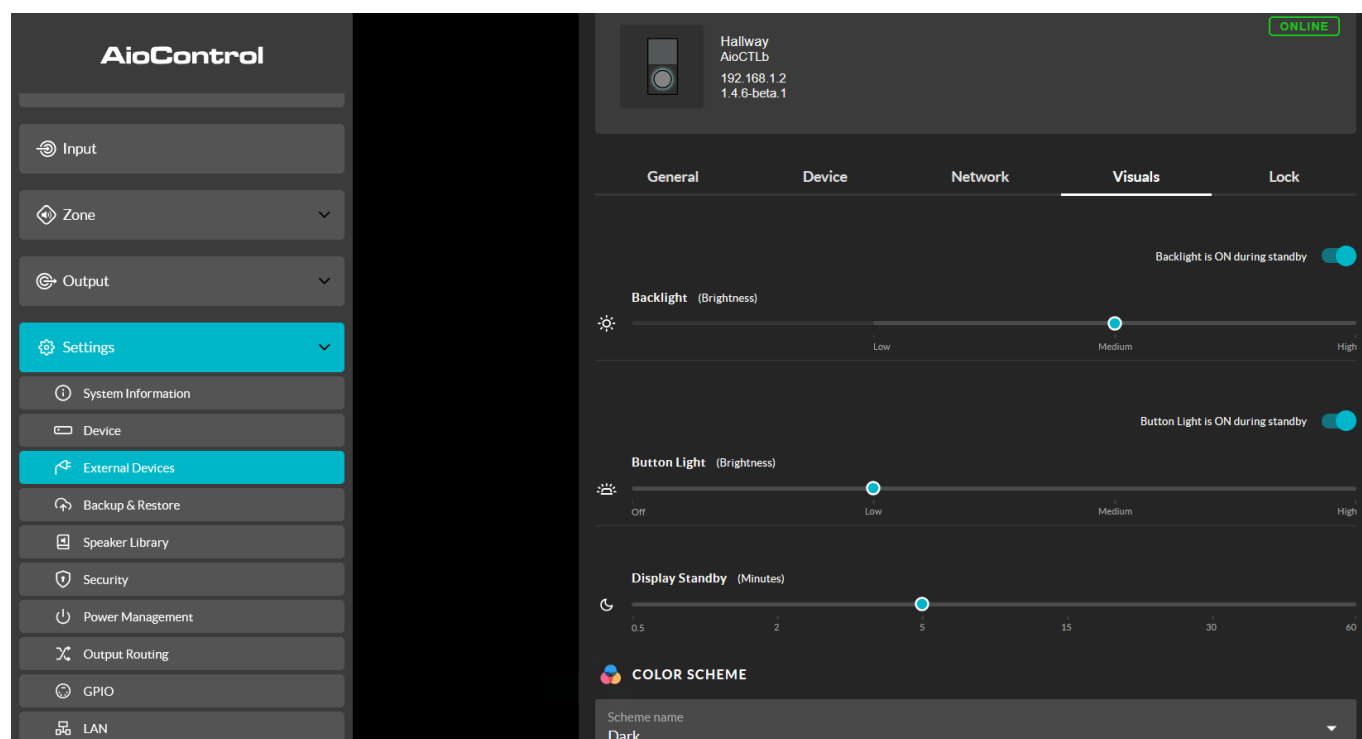 AioControl
Input
Zone
Output
Settings
System Information
Device
External Devices
Backup & Restore
Speaker Library
Security
Power Management
Output Routing
GPIO
LAN
Hallway
AioCTLb
192.168.1.2
1.4.6-beta.1
ONLINE
General Device Network Visuals Lock
Backlight is ON during standby
Backlight (Brightness)
Low Medium High
Button Light is ON during standby
Button Light (Brightness)
Off Low Medium High
Display Standby (Minutes)
0.5 2 5 15 30 60
COLOR SCHEME
Scheme name
Dark